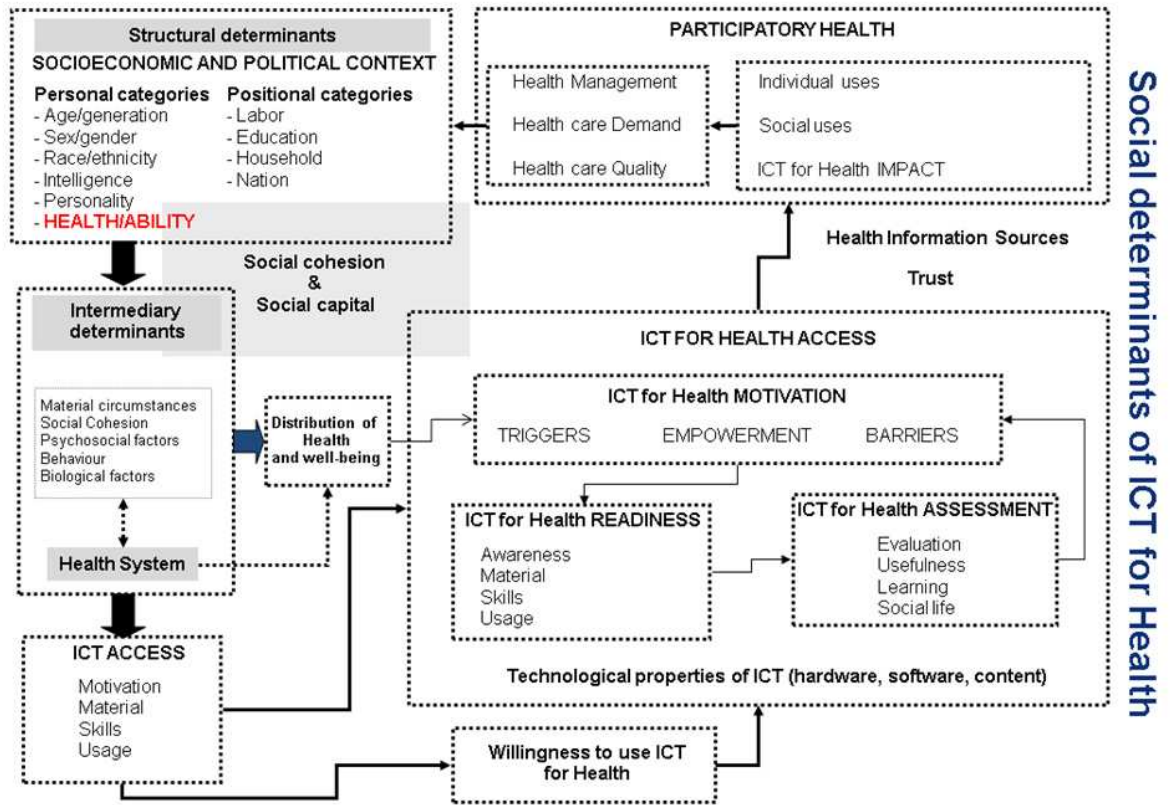 Structural determinants
SOCIOECONOMIC AND POLITICAL CONTEXT
Personal categories
- Age/generation
- Sex/gender
- Race/ethnicity
- Intelligence
- Personality
- HEALTH/ABILITY
Positional categories
- Labor
- Education
- Household
- Nation
PARTICIPATORY HEALTH
Health Management
Health care Demand
Health care Quality
Individual uses
Social uses
ICT for Health IMPACT
Social cohesion
&
Social capital
Health Information Sources
Trust
Intermediary
determinants
Material circumstances
Social Cohesion
Psychosocial factors
Behaviour
Biological factors
Health System
Distribution of
Health
and well-being
ICT FOR HEALTH ACCESS
ICT for Health MOTIVATION
TRIGGERS EMPOWERMENT BARRIERS
ICT for Health READINESS
Awareness
Material
Skills
Usage
ICT for Health ASSESSMENT
Evaluation
Usefulness
Learning
Social life
Technological properties of ICT (hardware, software, content)
ICT ACCESS
Motivation
Material
Skills
Usage
Willingness to use ICT
for Health
Social determinants of ICT for Health